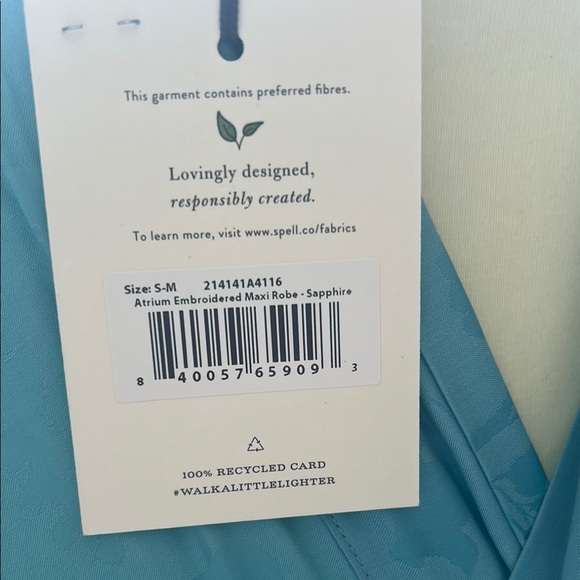 This garment contains preferred fibres.
Lovingly designed,
responsibly created.
To learn more, visit www.spell.co/fabrics
Size: S-M 214141A4116
Atrium Embroidered Maxi Robe - Sapphire
8 40057 65909 3
100% RECYCLED CARD
#WALKALITTLELIGHTER